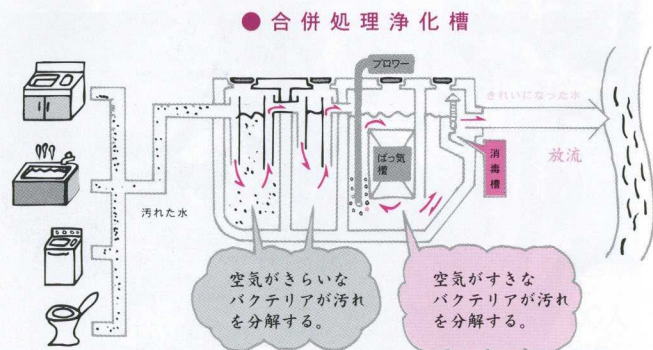 ●合併処理浄化槽
ブロワー
きれいになった水
ばっ気
槽
消毒槽
放流
汚れた水
空気がきらいな
バクテリアが汚れ
を分解する。
空気がすきな
バクテリアが汚れ
を分解する。